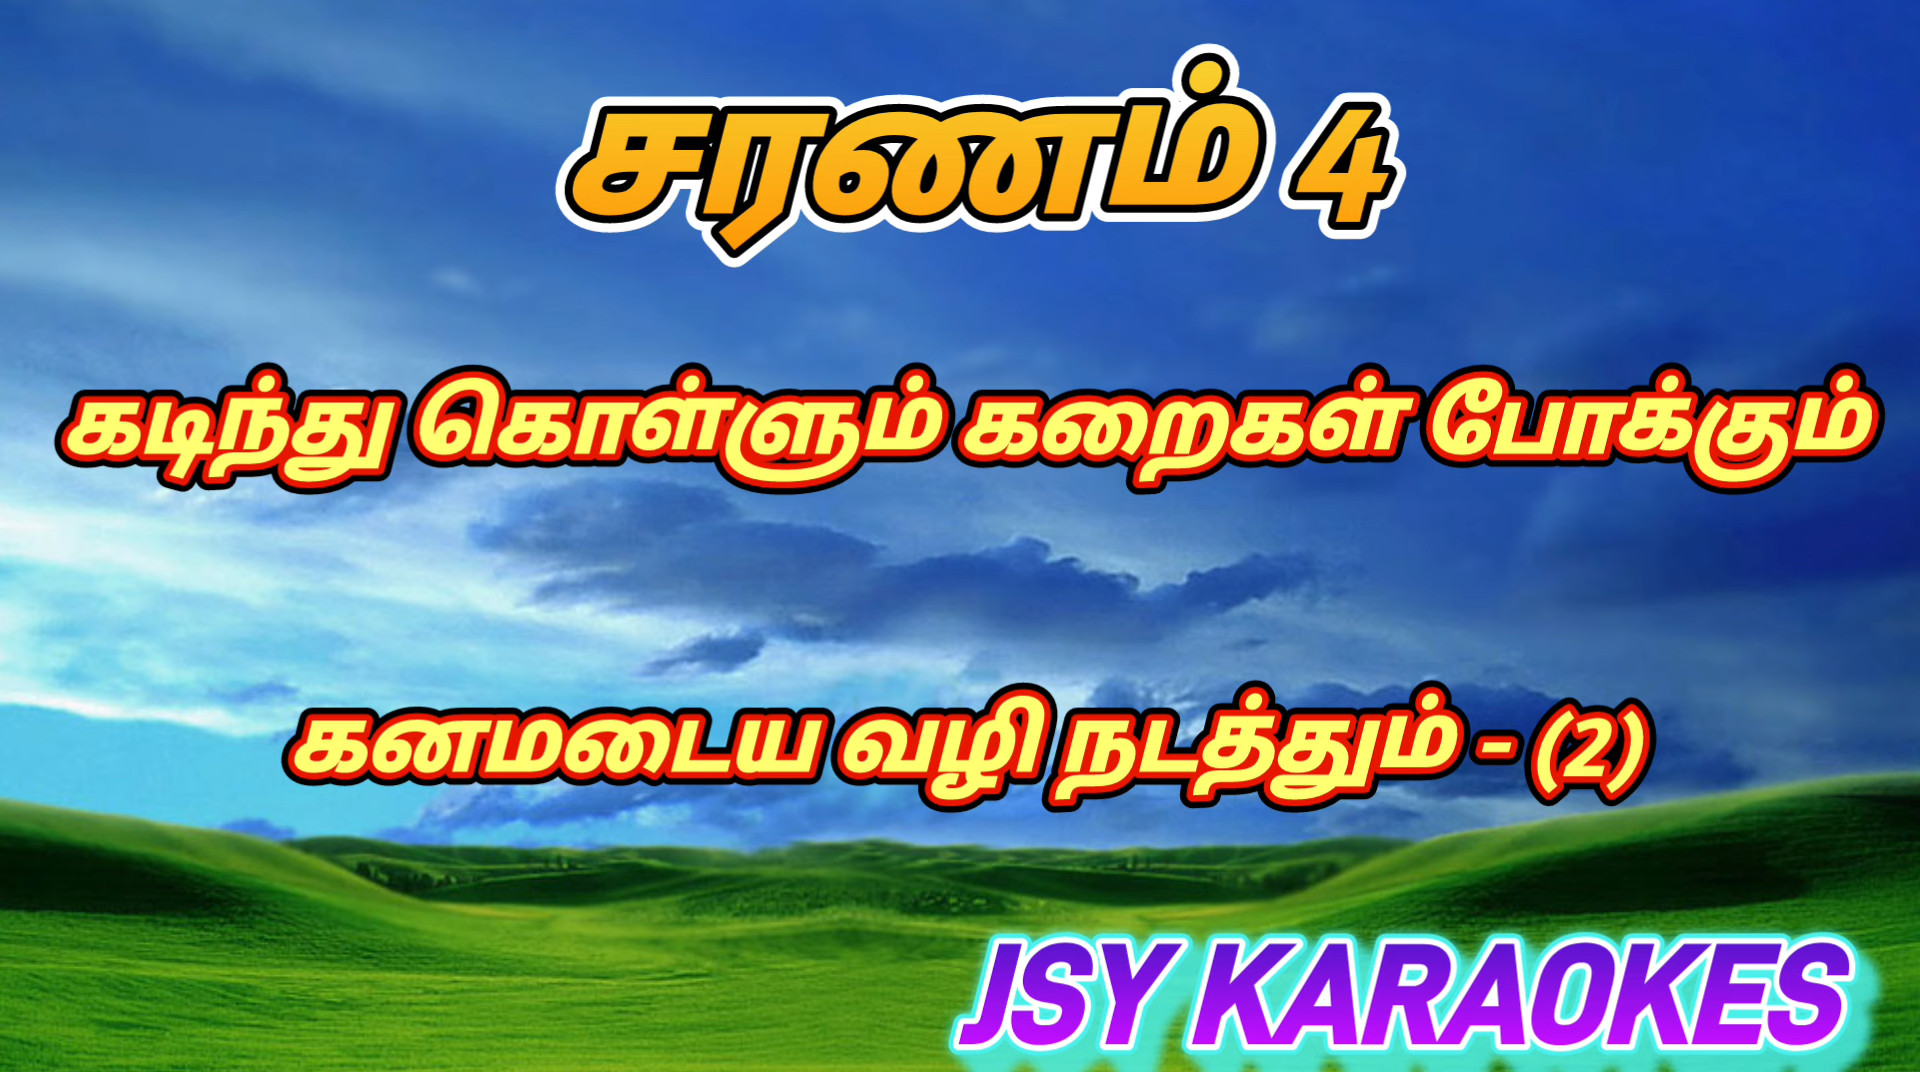 சரணம் 4
கடிந்து கொள்ளும் கறைகள் போக்கும்
கனமடைய வழி நடத்தும் - (2)
JSY KARAOKES